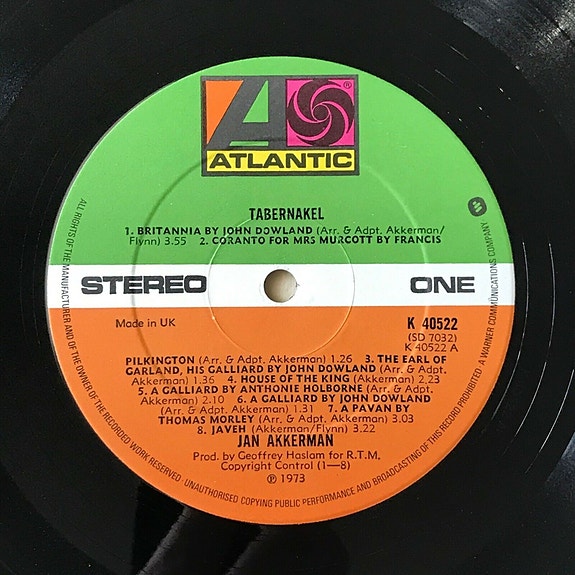 ATLANTIC
®
TABERNAKEL
1. BRITANNIA BY JOHN DOWLAND (Arr. & Adpt. Akkerman/
Flynn) 3.55 2. CORANTO FOR MRS MURCOTT BY FRANCIS
STEREO ONE
Made in UK
K 40522
(SD 7032)
K 40522 A
PILKINGTON (Arr. & Adpt. Akkerman) 1.26 3. THE EARL OF
GARLAND, HIS GALLIARD BY JOHN DOWLAND (Arr. & Adpt.
Akkerman) 1.36 4. HOUSE OF THE KING (Akkerman) 2.23
5. A GALLIARD BY ANTHONIE HOLBORNE (Arr. & Adpt.
Akkerman) 2.10 6. A GALLIARD BY JOHN DOWLAND
(Arr. & Adpt. Akkerman) 1.31 7. A PAVAN BY
THOMAS MORLEY (Arr. & Adpt. Akkerman) 3.03
8. JAVEH (Akkerman/Flynn) 3.22
JAN AKKERMAN
Prod. by Geoffrey Haslam for R.T.M.
Copyright Control (1—8)
℗ 1973
ALL RIGHTS OF THE MANUFACTURER AND OF THE OWNER OF THE RECORDED WORK RESERVED · UNAUTHORISED COPYING PUBLIC PERFORMANCE AND BROADCASTING OF THIS RECORD PROHIBITED · A WARNER COMMUNICATIONS COMPANY